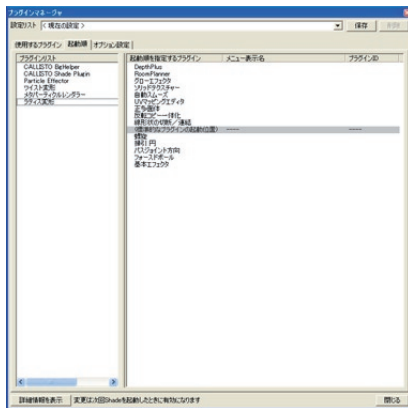 プラグインマネージャ
設定リスト <現在の設定> 保存 削除
使用するプラグイン 起動順 オプション設定
プラグインリスト
CALLISTO BigHelper
CALLISTO Shade Plugin
Particle Effector
ツイスト変形
メタパーティクルレンダラー
ラティス変形
起動順を指定するプラグイン メニュー表示名 プラグインID
DepthPlus
RoomPlanner
グローエフェクタ
ソリッドテクスチャー
自動スムーズ
UVマッピングエディタ
正多面体
反転コピー一体化
線形状の切断/連結
(標準的なプラグインの起動位置) ----- -----
螺旋
掃引:円
パスジョイント方向
フォースドポール
基本エフェクタ
詳細情報を表示 変更は次回Shadeを起動したときに有効になります 閉じる